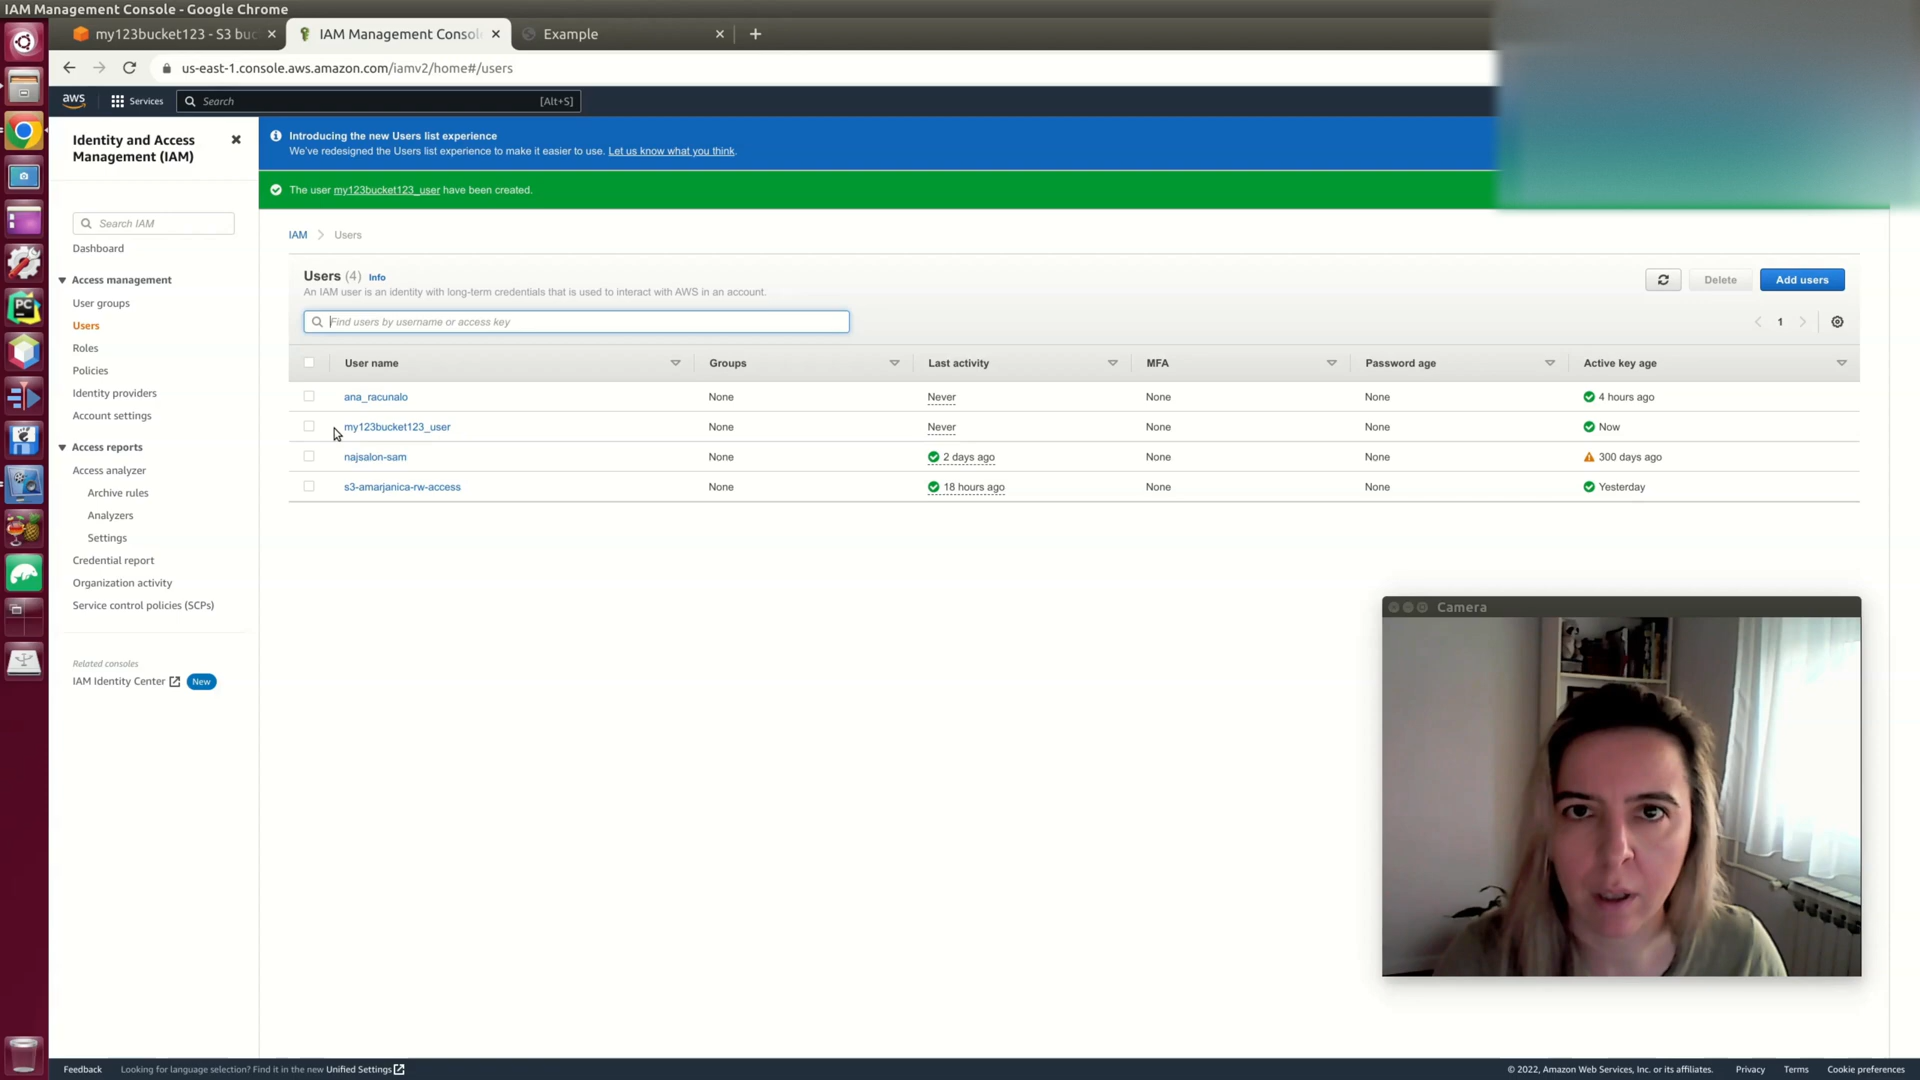 IAM Management Console - Google Chrome
my123bucket123 - S3 buc
IAM Management Consol
Example
us-east-1.console.aws.amazon.com/iamv2/home#/users
aws
Services
Search
[Alt+S]
Identity and Access Management (IAM)
Search IAM
Dashboard
Access management
User groups
Users
Roles
Policies
Identity providers
Account settings
Access reports
Access analyzer
Archive rules
Analyzers
Settings
Credential report
Organization activity
Service control policies (SCPs)
Related consoles
IAM Identity Center New
Introducing the new Users list experience
We've redesigned the Users list experience to make it easier to use. Let us know what you think.
The user my123bucket123_user have been created.
IAM Users
Users (4) Info
An IAM user is an identity with long-term credentials that is used to interact with AWS in an account.
Delete
Add users
Find users by username or access key
1
User name Groups Last activity MFA Password age Active key age
ana_racunalo None Never None None 4 hours ago
my123bucket123_user None Never None None Now
najsalon-sam None 2 days ago None None 300 days ago
s3-amarjanica-rw-access None 18 hours ago None None Yesterday
Camera
PC
Feedback
Looking for language selection? Find it in the new Unified Settings
© 2022, Amazon Web Services, Inc. or its affiliates.
Privacy
Terms
Cookie preferences